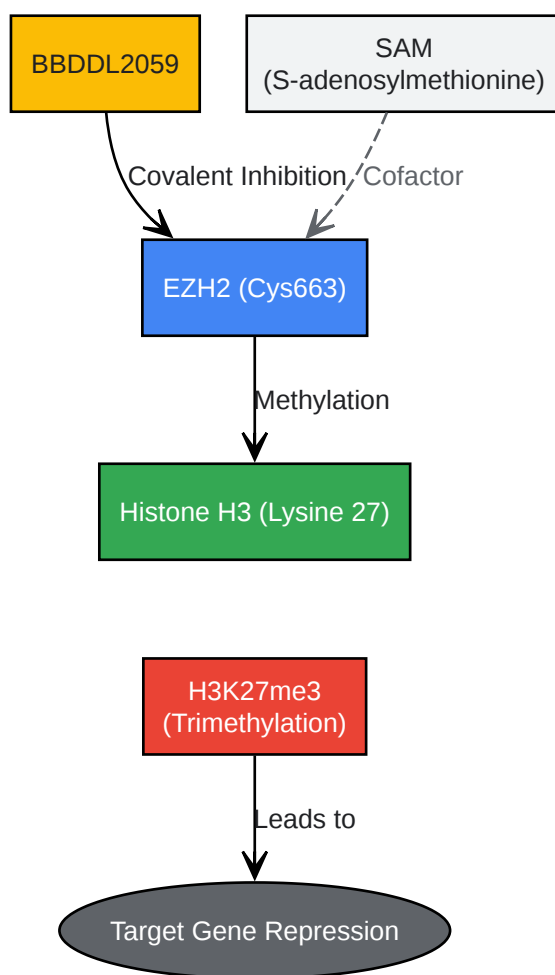 BBDDL2059
SAM
(S-adenosylmethionine)
Covalent Inhibition
Cofactor
EZH2 (Cys663)
Methylation
Histone H3 (Lysine 27)
H3K27me3
(Trimethylation)
Leads to
Target Gene Repression